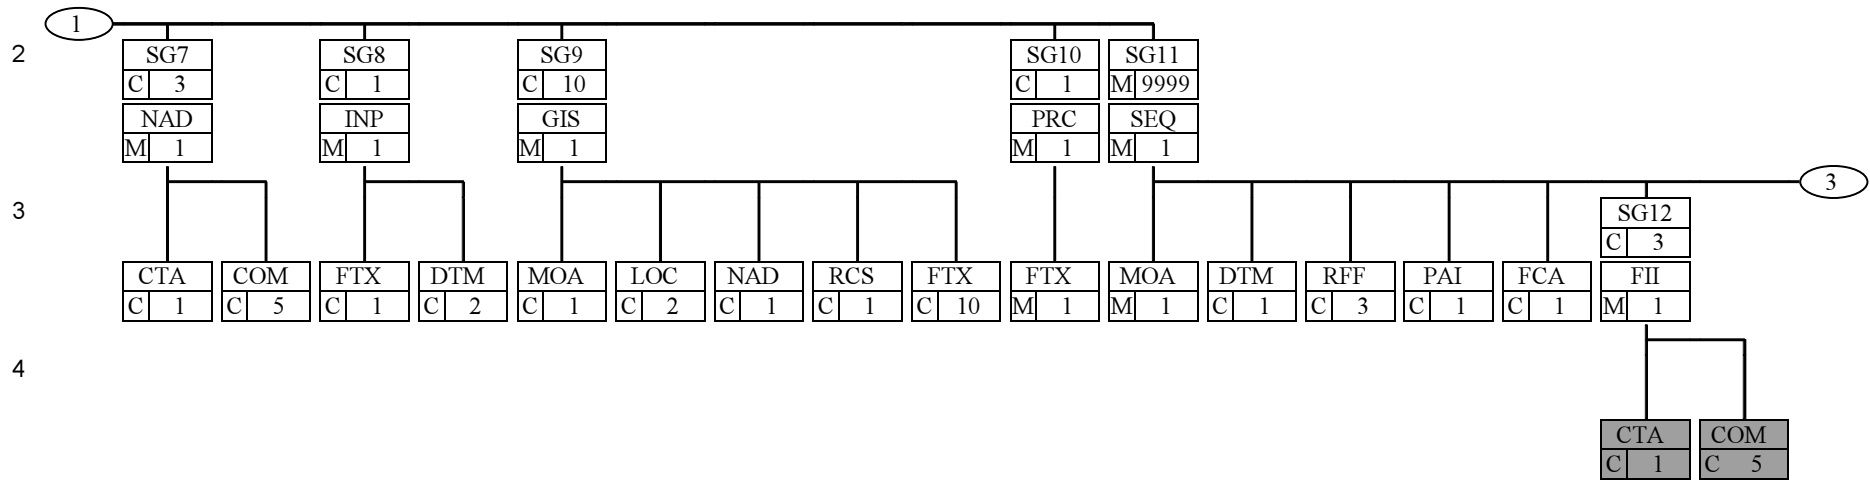 1
2 SG7 SG8 SG9 SG10 SG11
C 3 C 1 C 10 C 1 M 9999
NAD INP GIS PRC SEQ
M 1 M 1 M 1 M 1 M 1
3
3 SG12
C 3
CTA COM FTX DTM MOA LOC NAD RCS FTX FTX MOA DTM RFF PAI FCA FII
C 1 C 5 C 1 C 2 C 1 C 2 C 1 C 1 C 10 M 1 M 1 C 1 C 3 C 1 C 1 M 1
4
CTA COM
C 1 C 5